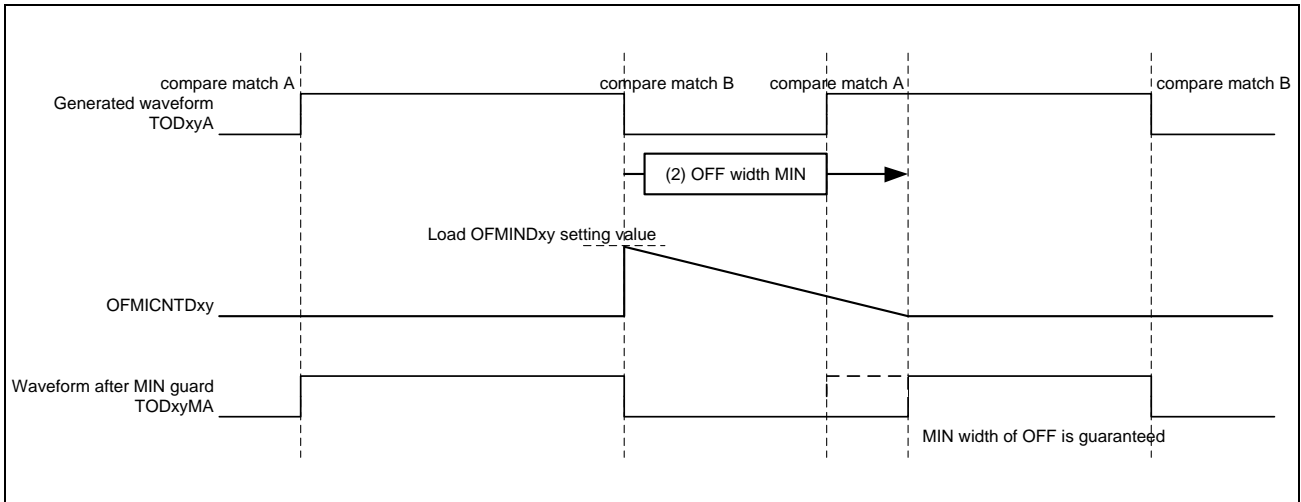 compare match A
compare match B
compare match A
compare match B
Generated waveform
TODxyA
(2) OFF width MIN
Load OFMINDxy setting value
OFMICNTDxy
Waveform after MIN guard
TODxyMA
MIN width of OFF is guaranteed